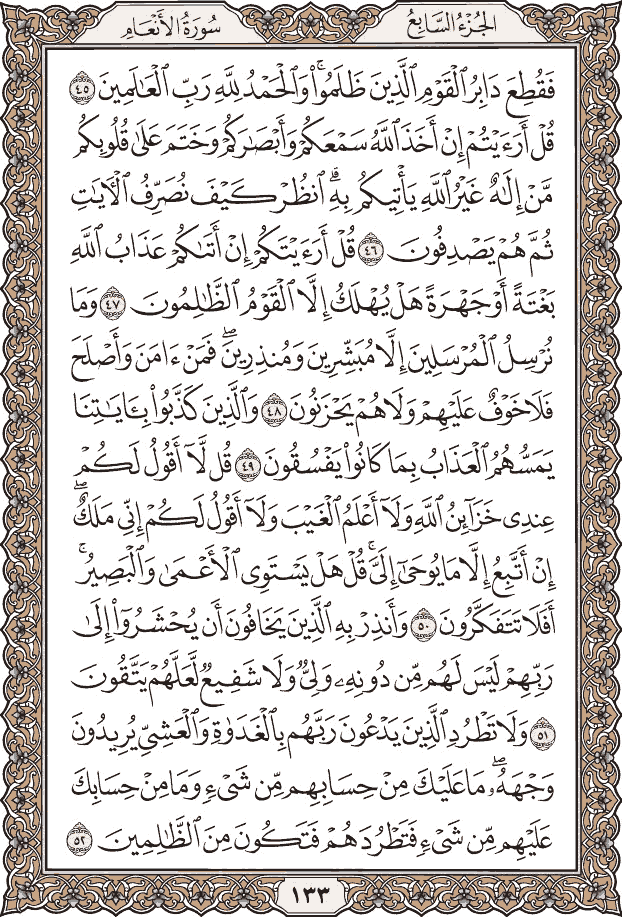 الجُزْءُ السَّابِعُ
سُورَةُ الأَنْعَام
فَقُطِعَ دَابِرُ ٱلْقَوْمِ ٱلَّذِينَ ظَلَمُوا۟ ۚ وَٱلْحَمْدُ لِلَّهِ رَبِّ ٱلْعَٰلَمِينَ ٤٥
قُلْ أَرَءَيْتُمْ إِنْ أَخَذَ ٱللَّهُ سَمْعَكُمْ وَأَبْصَٰرَكُمْ وَخَتَمَ عَلَىٰ قُلُوبِكُم
مَّنْ إِلَٰهٌ غَيْرُ ٱللَّهِ يَأْتِيكُم بِهِ ۗ ٱنظُرْ كَيْفَ نُصَرِّفُ ٱلْءَايَٰتِ
ثُمَّ هُمْ يَصْدِفُونَ ٤٦ قُلْ أَرَءَيْتَكُمْ إِنْ أَتَىٰكُمْ عَذَابُ ٱللَّهِ
بَغْتَةً أَوْ جَهْرَةً هَلْ يُهْلَكُ إِلَّا ٱلْقَوْمُ ٱلظَّٰلِمُونَ ٤٧ وَمَا
نُرْسِلُ ٱلْمُرْسَلِينَ إِلَّا مُبَشِّرِينَ وَمُنذِرِينَ ۖ فَمَنْ ءَامَنَ وَأَصْلَحَ
فَلَا خَوْفٌ عَلَيْهِمْ وَلَا هُمْ يَحْزَنُونَ ٤٨ وَٱلَّذِينَ كَذَّبُوا۟ بِـَٔايَٰتِنَا
يَمَسُّهُمُ ٱلْعَذَابُ بِمَا كَانُوا۟ يَفْسُقُونَ ٤٩ قُل لَّآ أَقُولُ لَكُمْ
عِندِى خَزَآئِنُ ٱللَّهِ وَلَآ أَعْلَمُ ٱلْغَيْبَ وَلَآ أَقُولُ لَكُمْ إِنِّى مَلَكٌ ۖ
إِنْ أَتَّبِعُ إِلَّا مَا يُوحَىٰٓ إِلَىَّ ۚ قُلْ هَلْ يَسْتَوِى ٱلْأَعْمَىٰ وَٱلْبَصِيرُ ۚ
أَفَلَا تَتَفَكَّرُونَ ٥٠ وَأَنذِرْ بِهِ ٱلَّذِينَ يَخَافُونَ أَن يُحْشَرُوٓا۟ إِلَىٰ
رَبِّهِمْ ۙ لَيْسَ لَهُم مِّن دُونِهِۦ وَلِىٌّ وَلَا شَفِيعٌ لَّعَلَّهُمْ يَتَّقُونَ
٥١ وَلَا تَطْرُدِ ٱلَّذِينَ يَدْعُونَ رَبَّهُم بِٱلْغَدَوٰةِ وَٱلْعَشِىِّ يُرِيدُونَ
وَجْهَهُۥ ۖ مَا عَلَيْكَ مِنْ حِسَابِهِم مِّن شَىْءٍ وَمَا مِنْ حِسَابِكَ
عَلَيْهِم مِّن شَىْءٍ فَتَطْرُدَهُمْ فَتَكُونَ مِنَ ٱلظَّٰلِمِينَ ٥٢
١٣٣